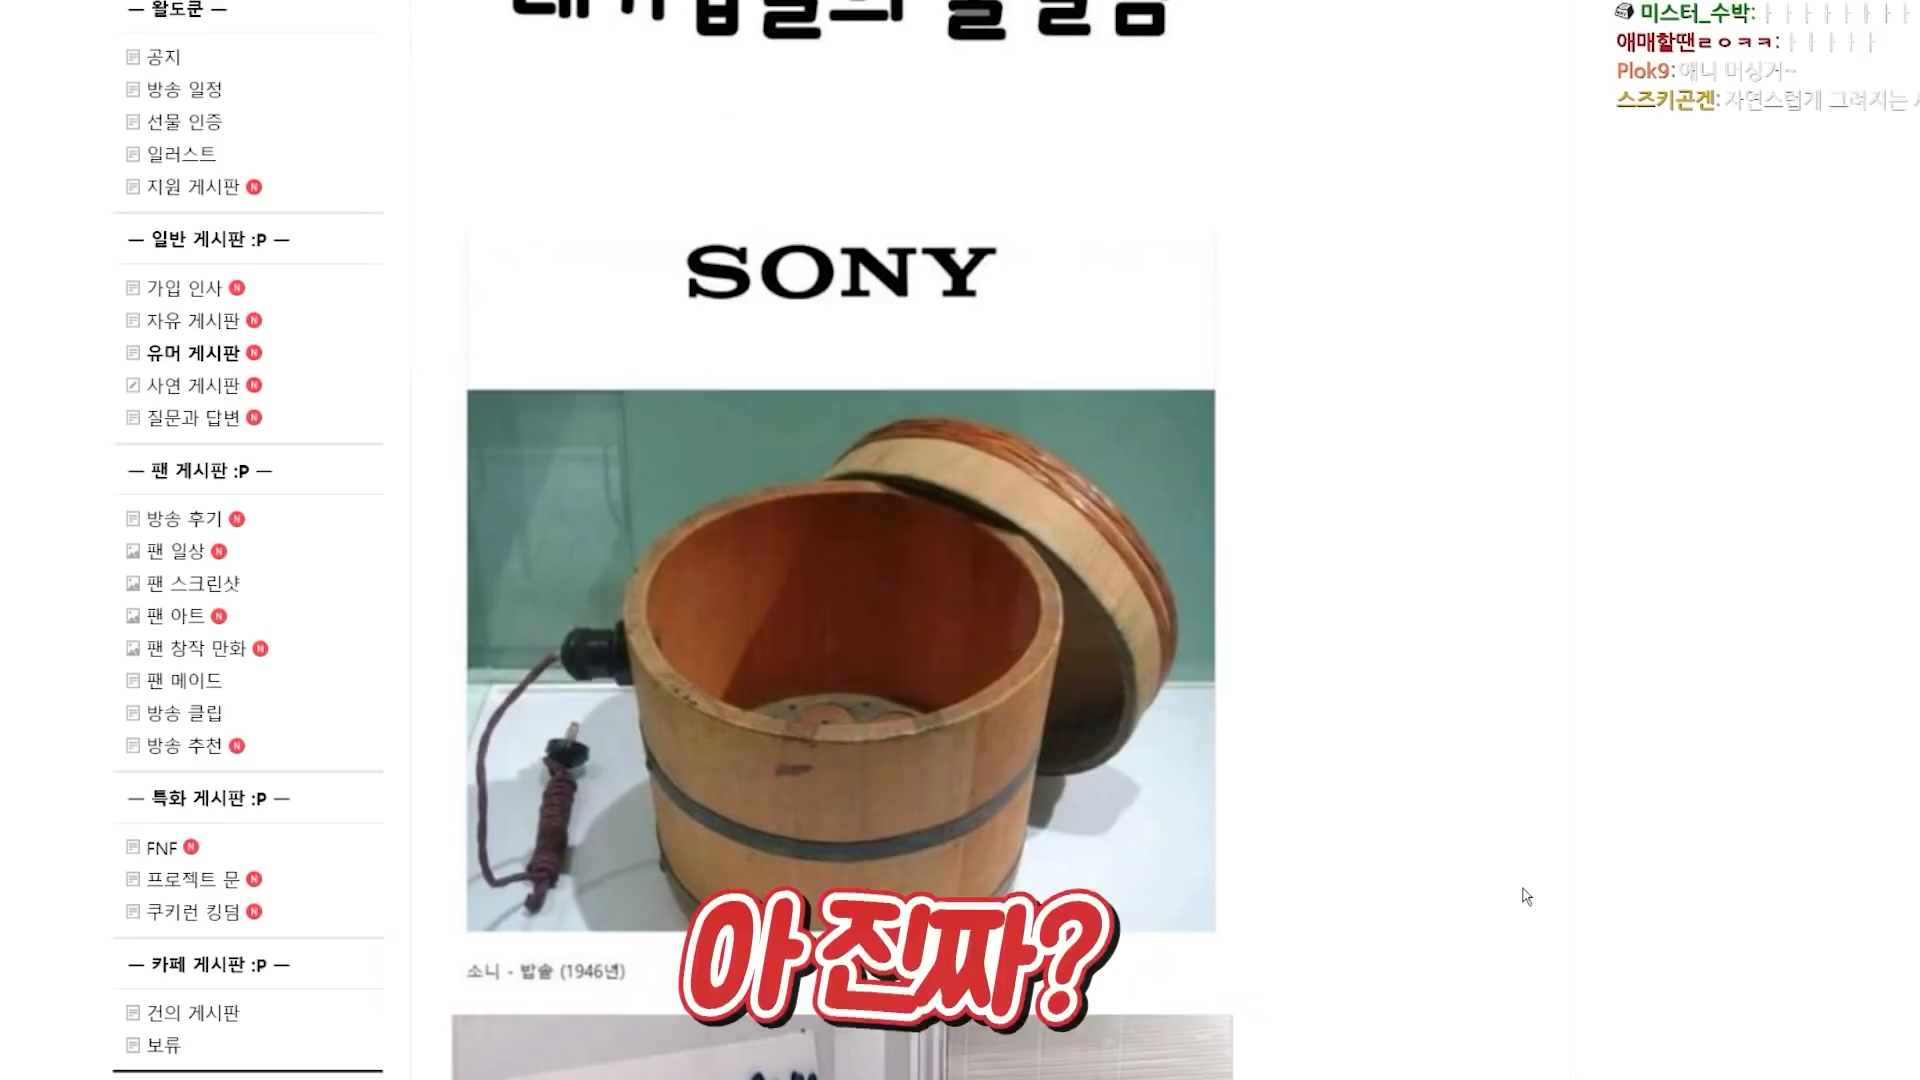 — 왈도쿤 —
공지
방송 일정
선물 인증
일러스트
지원 게시판 N
— 일반 게시판 :P —
가입 인사 N
자유 게시판 N
유머 게시판 N
사연 게시판 N
질문과 답변 N
— 팬 게시판 :P —
방송 후기 N
팬 일상 N
팬 스크린샷
팬 아트 N
팬 창작 만화 N
팬 메이드
방송 클립
방송 추천 N
— 특화 게시판 :P —
FNF N
프로젝트 문 N
쿠키런 킹덤 N
— 카페 게시판 :P —
건의 게시판
보류
SONY
아 진짜?
소니 - 밥솥 (1946년)
미스터_수박: ㅏㅏㅏㅏㅏㅏㅏㅏ
애매할땐ㄹㅇㅋㅋ: ㅏㅏㅏㅏㅏ
Plok9: 애니 머싱거~
스즈키곤겐: 자연스럽게 그려지는